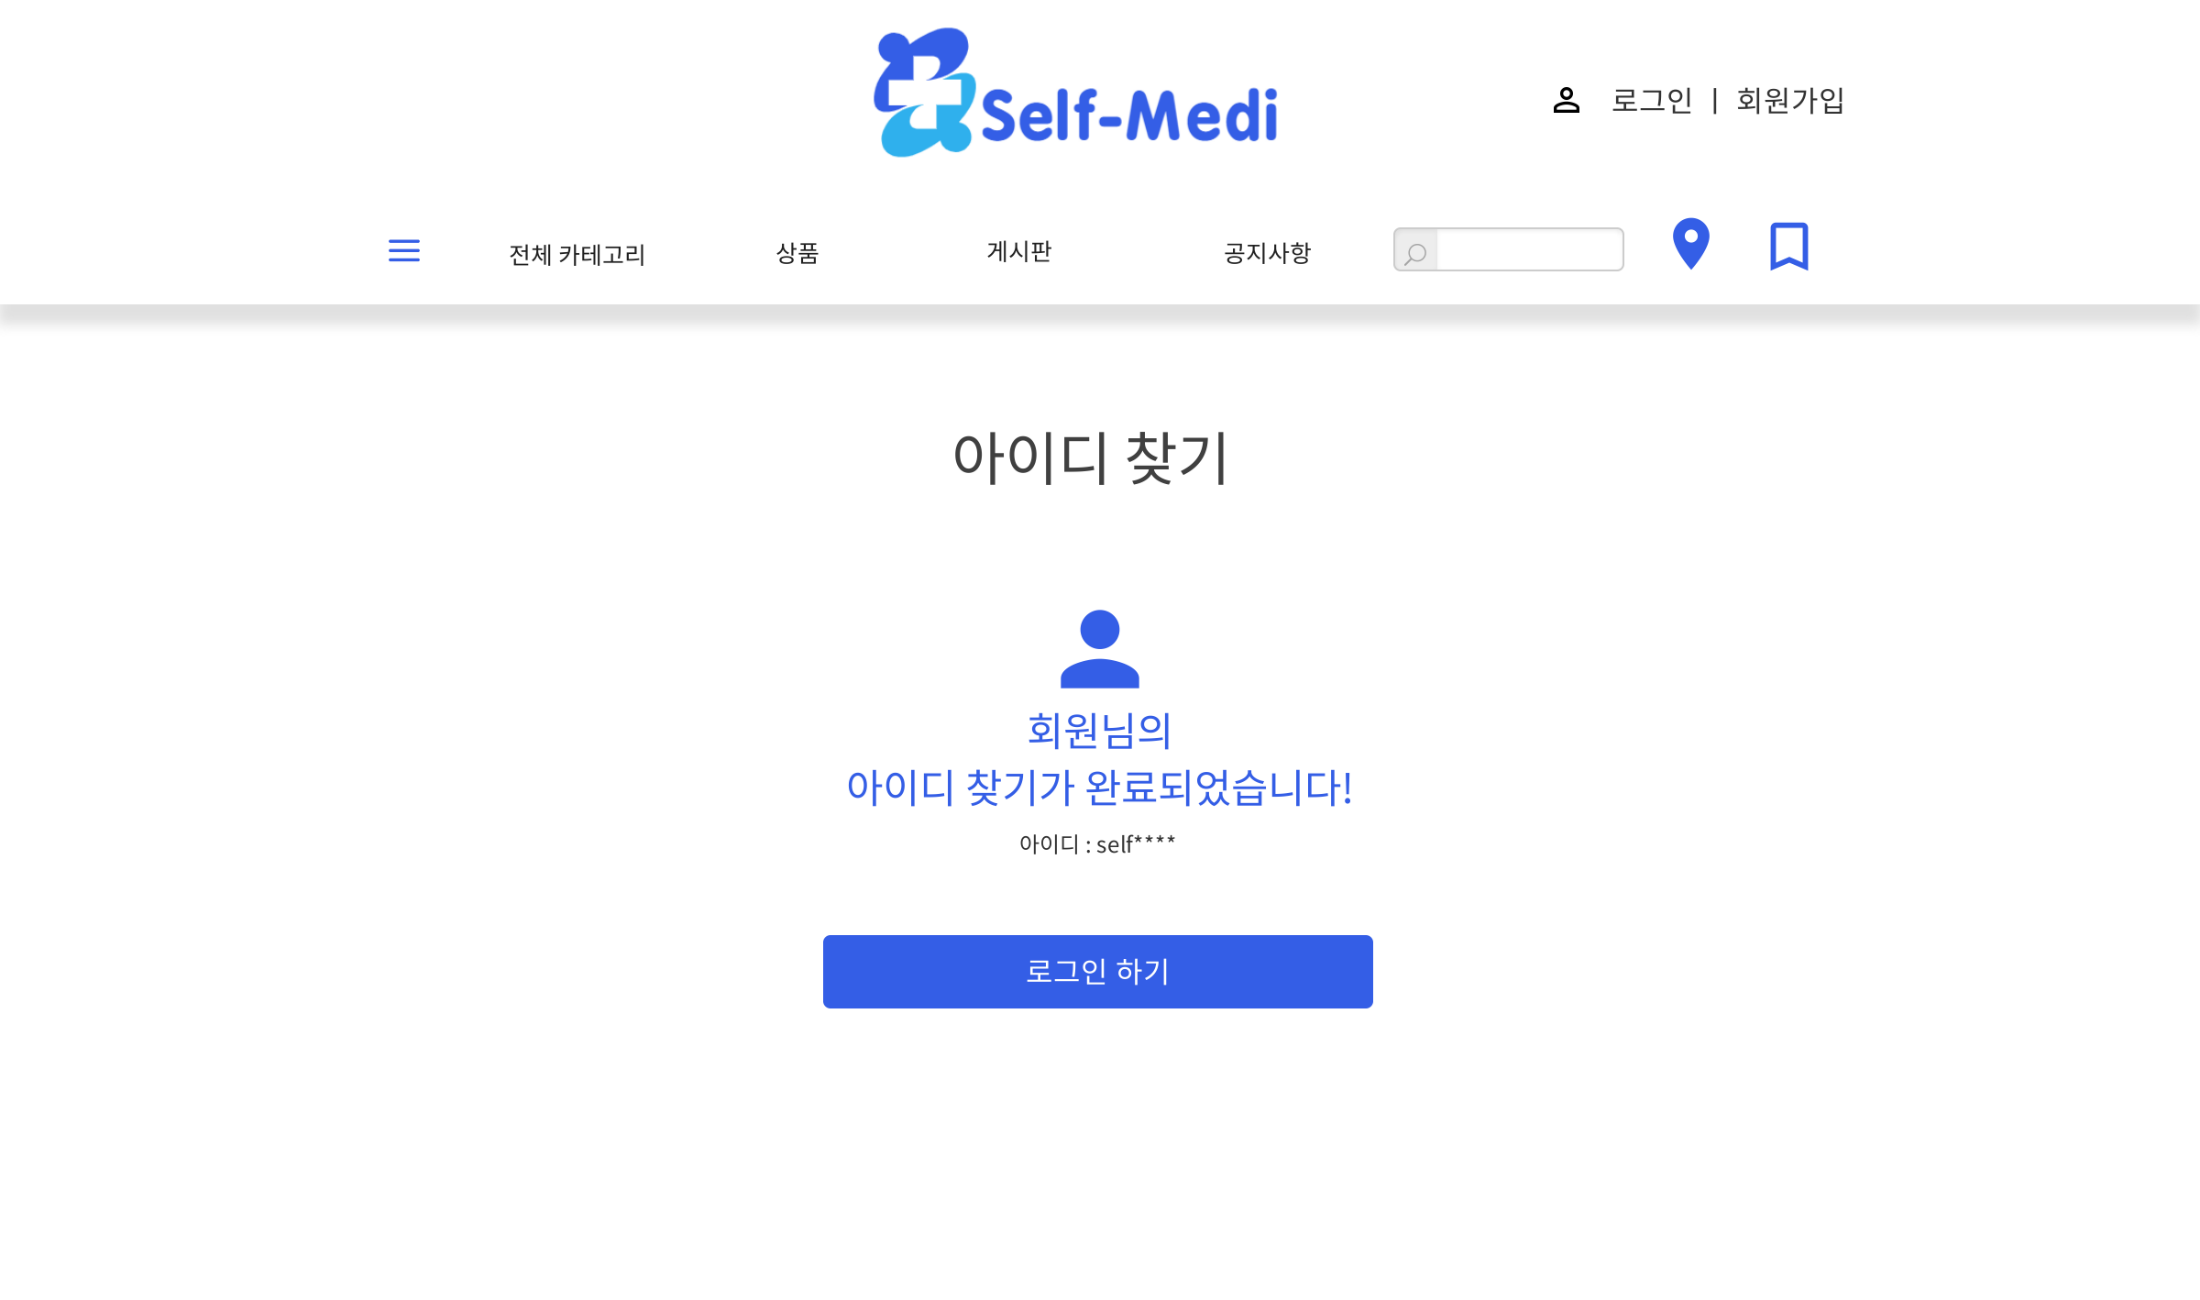 Self-Medi
로그인 | 회원가입
전체 카테고리 상품 게시판 공지사항
아이디 찾기
회원님의
아이디 찾기가 완료되었습니다!
아이디 : self****
로그인 하기